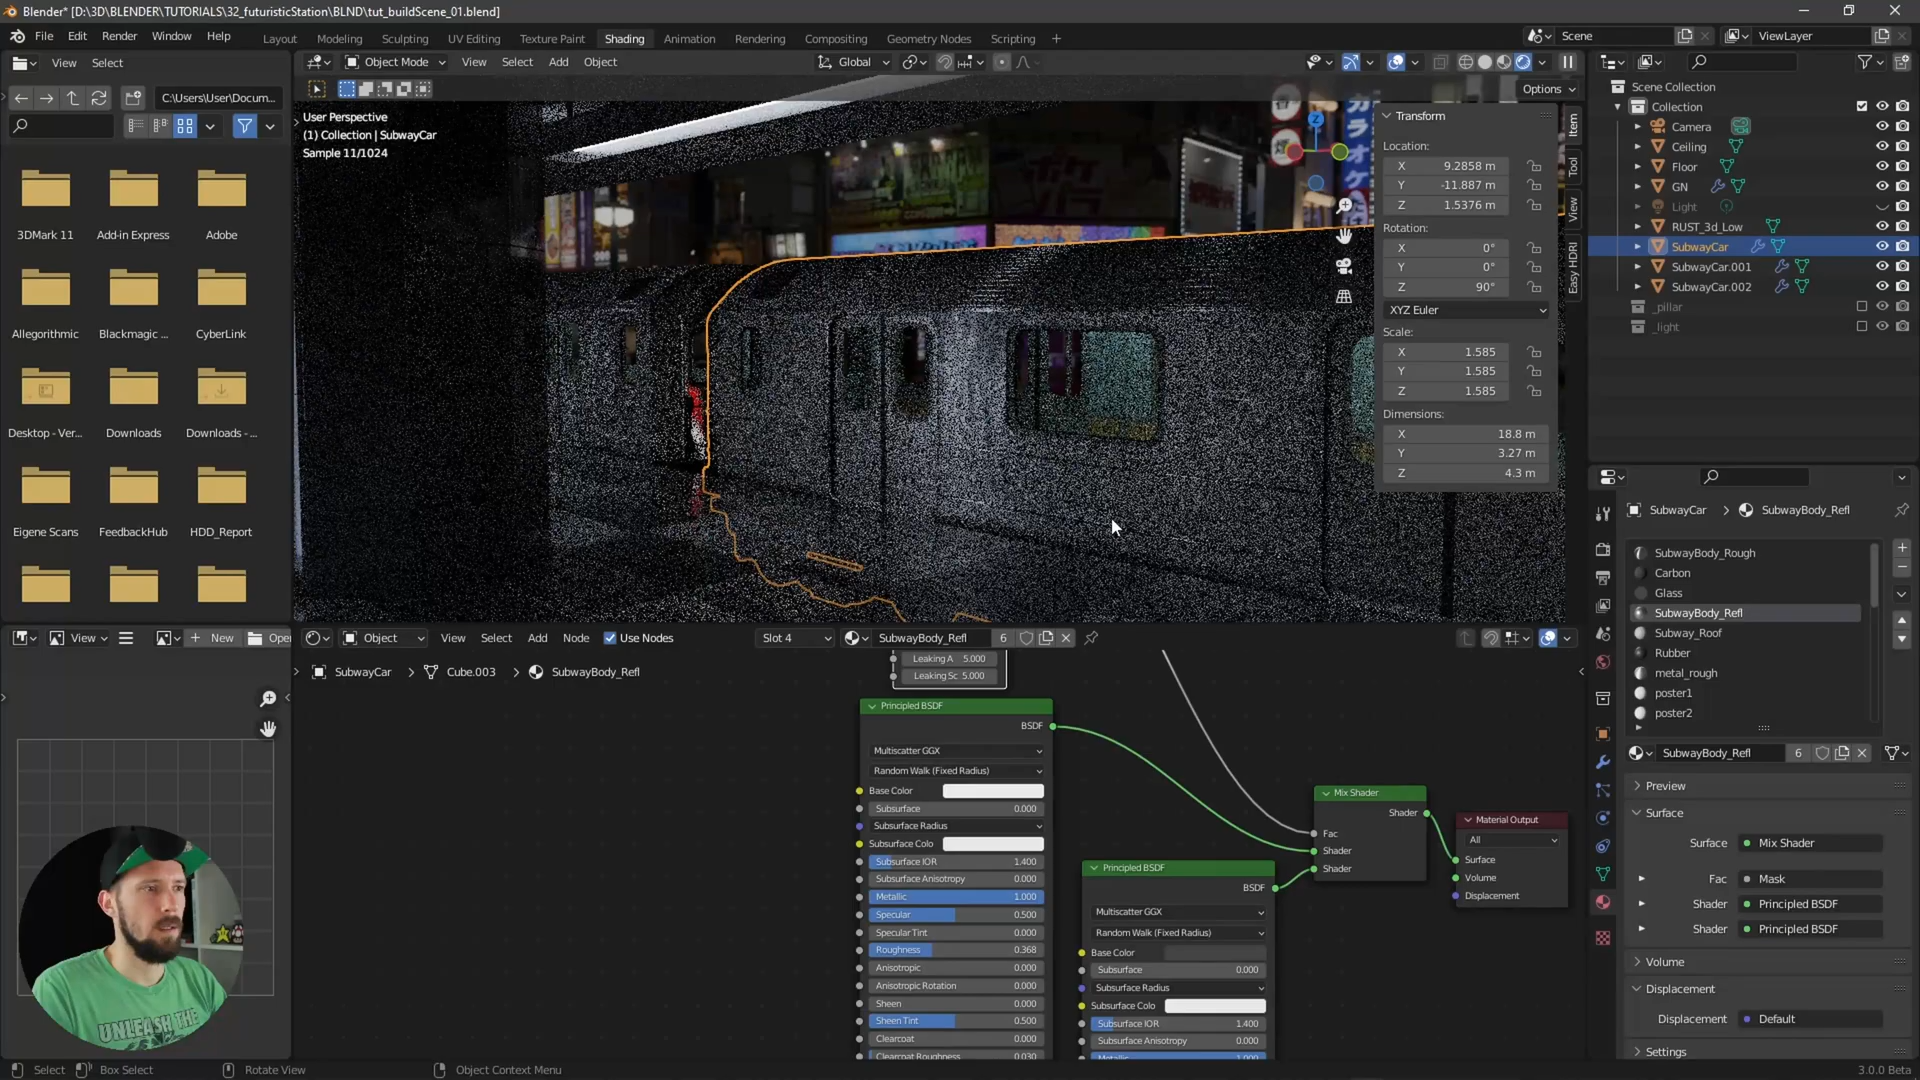 Blender* [D:\3D\BLENDER\TUTORIALS\32_futuristicStation\BLND\tut_buildScene_01.blend]
File Edit Render Window Help
Layout Modeling Sculpting UV Editing Texture Paint Shading Animation Rendering Compositing Geometry Nodes Scripting +
Scene
ViewLayer
View Select
Object Mode View Select Add Object
Global
C:\Users\User\Docum...
Options
3DMark 11
Add-in Express
Adobe
Allegorithmic
Blackmagic ...
CyberLink
Desktop - Ver...
Downloads
Downloads - ...
Eigene Scans
FeedbackHub
HDD_Report
User Perspective
(1) Collection | SubwayCar
Sample 11/1024
カラオケ
Z
Transform
Location:
X 9.2858 m
Y -11.887 m
Z 1.5376 m
Rotation:
X 0°
Y 0°
Z 90°
XYZ Euler
Scale:
X 1.585
Y 1.585
Z 1.585
Dimensions:
X 18.8 m
Y 3.27 m
Z 4.3 m
Item
Tool
View
Easy HDRI
Scene Collection
Collection
Camera
Ceiling
Floor
GN
Light
RUST_3d_Low
SubwayCar
SubwayCar.001
SubwayCar.002
_pillar
_light
SubwayCar > SubwayBody_Refl
SubwayBody_Rough
Carbon
Glass
SubwayBody_Refl
Subway_Roof
Rubber
metal_rough
poster1
poster2
SubwayBody_Refl 6
Preview
Surface
Surface Mix Shader
Fac Mask
Shader Principled BSDF
Shader Principled BSDF
Volume
Displacement
Displacement Default
Settings
View + New Open
Object View Select Add Node Use Nodes Slot 4 SubwayBody_Refl 6
SubwayCar > Cube.003 > SubwayBody_Refl
Leaking A 5.000
Leaking Sc 5.000
Principled BSDF
BSDF
Multiscatter GGX
Random Walk (Fixed Radius)
Base Color
Subsurface 0.000
Subsurface Radius
Subsurface Colo
Subsurface IOR 1.400
Subsurface Anisotropy 0.000
Metallic 1.000
Specular 0.500
Specular Tint 0.000
Roughness 0.368
Anisotropic 0.000
Anisotropic Rotation 0.000
Sheen 0.000
Sheen Tint 0.500
Clearcoat 0.000
Clearcoat Roughness 0.030
Principled BSDF
BSDF
Multiscatter GGX
Random Walk (Fixed Radius)
Base Color
Subsurface 0.000
Subsurface Radius
Subsurface Colo
Subsurface IOR 1.400
Subsurface Anisotropy 0.000
Metallic 1.000
Mix Shader
Shader
Fac
Shader
Shader
Material Output
All
Surface
Volume
Displacement
UNLEASH THE
Select Box Select Rotate View Object Context Menu
3.0.0 Beta